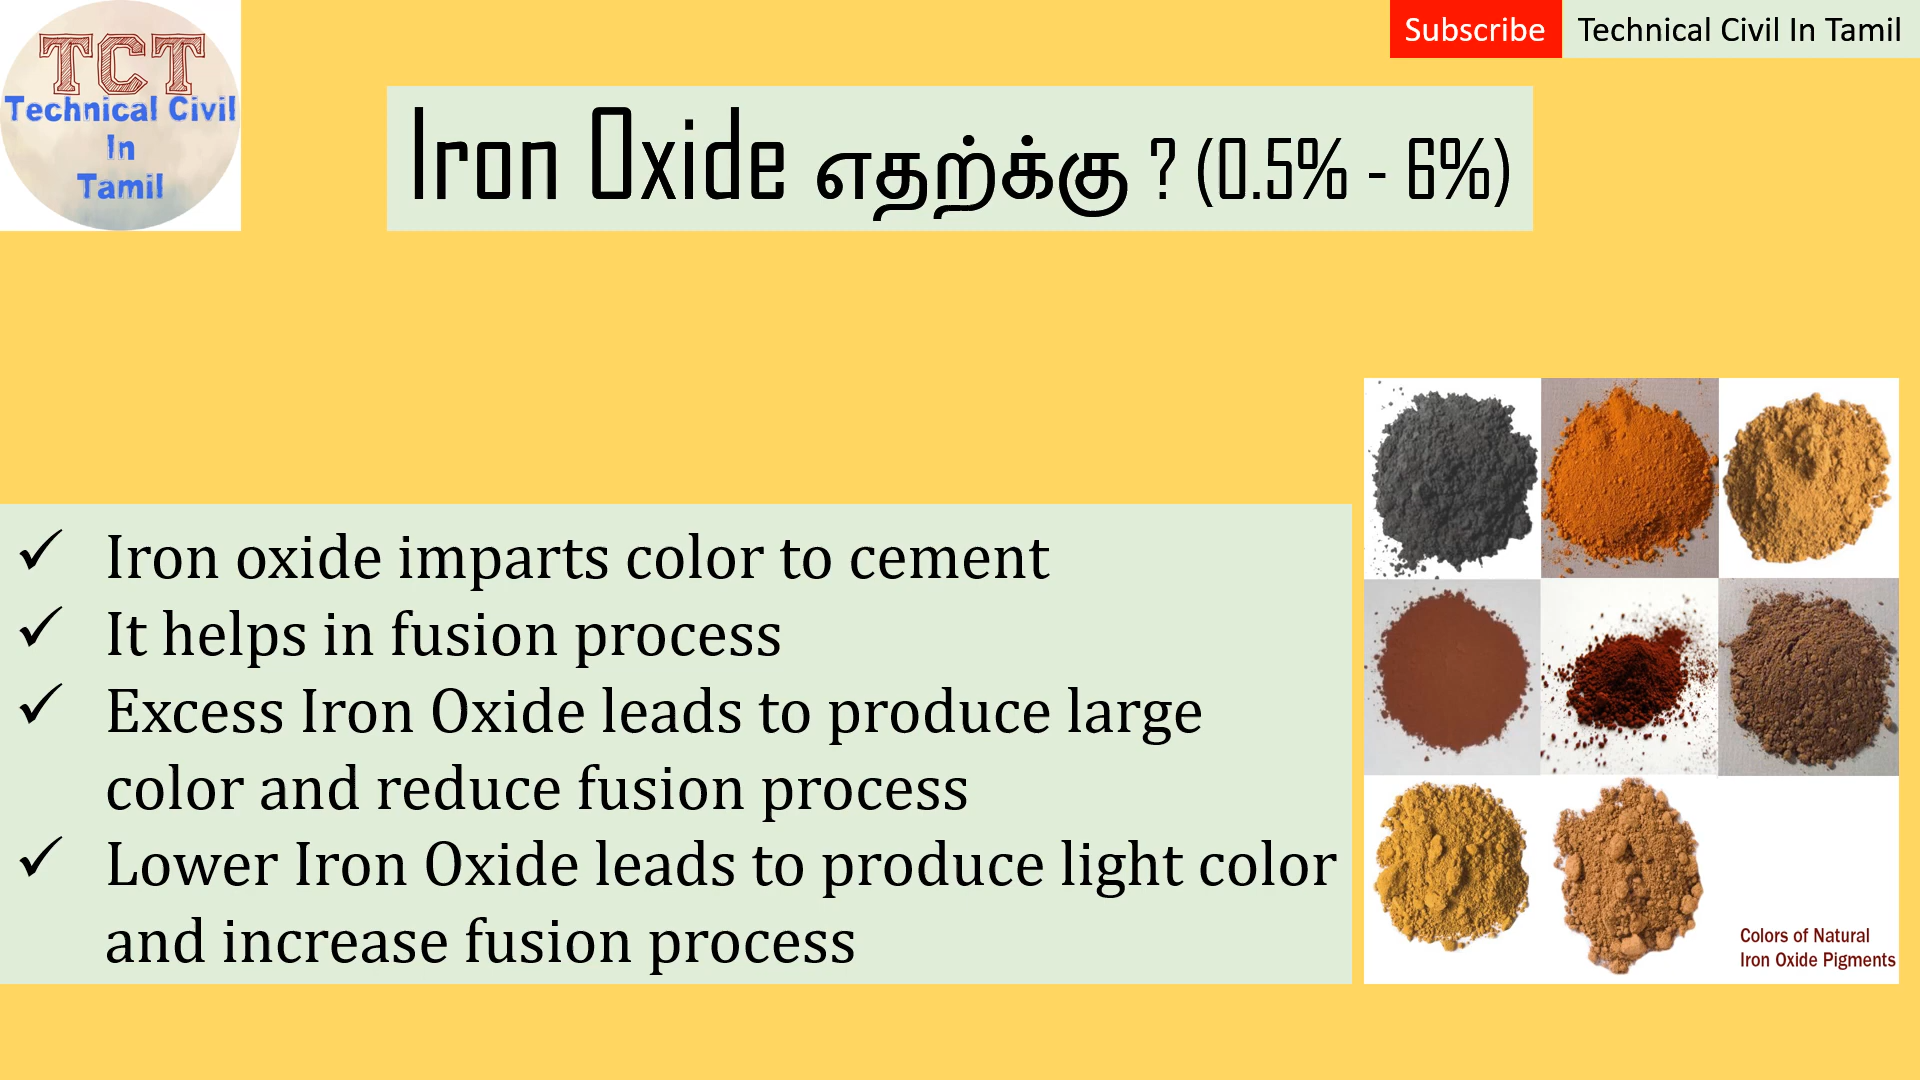 TCT
Technical Civil
In
Tamil
Subscribe Technical Civil In Tamil
Iron Oxide எதற்க்கு ? (0.5% - 6%)
✓ Iron oxide imparts color to cement
✓ It helps in fusion process
✓ Excess Iron Oxide leads to produce large
color and reduce fusion process
✓ Lower Iron Oxide leads to produce light color
and increase fusion process
Colors of Natural
Iron Oxide Pigments